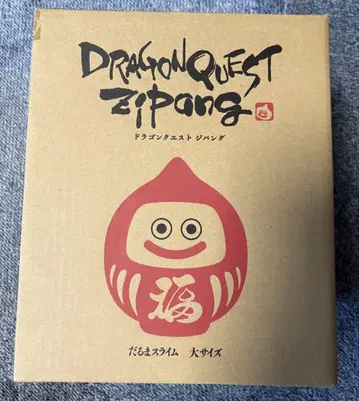 DRAGON QUEST
Zipang
ドラゴンクエスト ジパング
福
だるまスライム 大サイズ